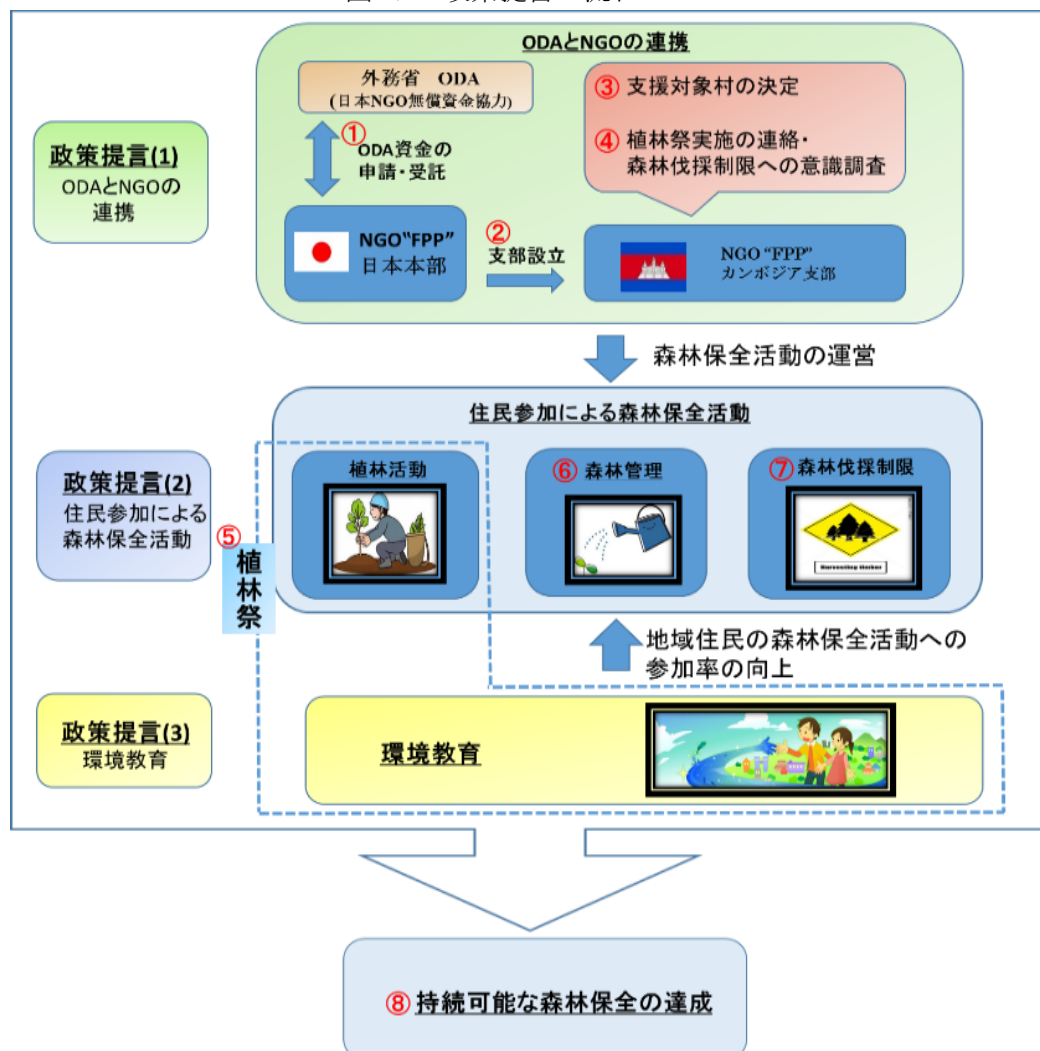 ODAとNGOの連携
外務省 ODA
(日本NGO無償資金協力)
① ODA資金の
申請・受託
③ 支援対象村の決定
④ 植林祭実施の連絡・
森林伐採制限への意識調査
政策提言(1)
ODAとNGOの
連携
NGO"FPP"
日本本部
②
支部設立
NGO "FPP"
カンボジア支部
森林保全活動の運営
住民参加による森林保全活動
政策提言(2)
住民参加による
森林保全活動
⑤
植林祭
植林活動
⑥ 森林管理
⑦ 森林伐採制限
地域住民の森林保全活動への
参加率の向上
政策提言(3)
環境教育
環境教育
⑧ 持続可能な森林保全の達成